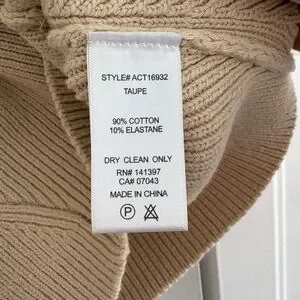 STYLE# ACT16932
TAUPE
90% COTTON
10% ELASTANE
DRY CLEAN ONLY
RN# 141397
CA# 07043
MADE IN CHINA
P